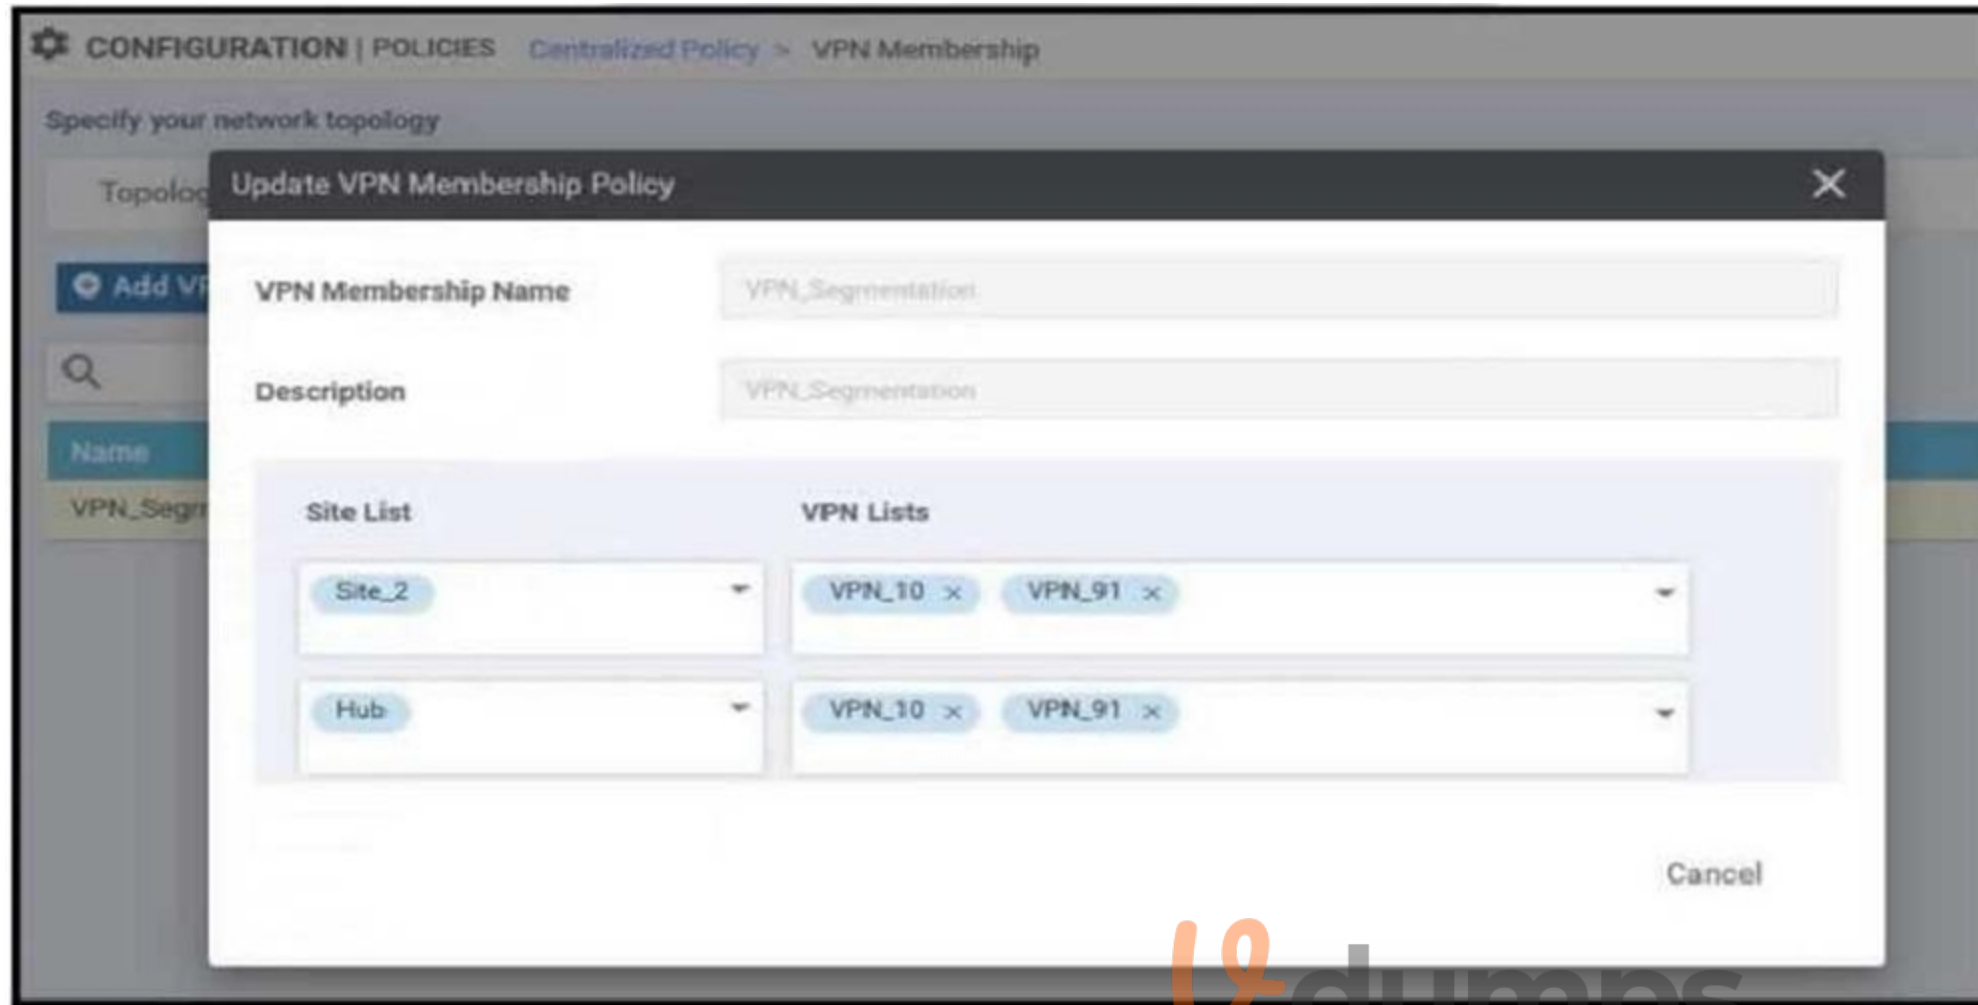 CONFIGURATION | POLICIES Centralized Policy > VPN Membership
Specify your network topology
Topolog
Update VPN Membership Policy
Add VP
VPN Membership Name VPN_Segmentation
Description VPN_Segmentation
Name
VPN_Segm
Site List VPN Lists
Site_2 VPN_10 × VPN_91 ×
Hub VPN_10 × VPN_91 ×
Cancel
dumps